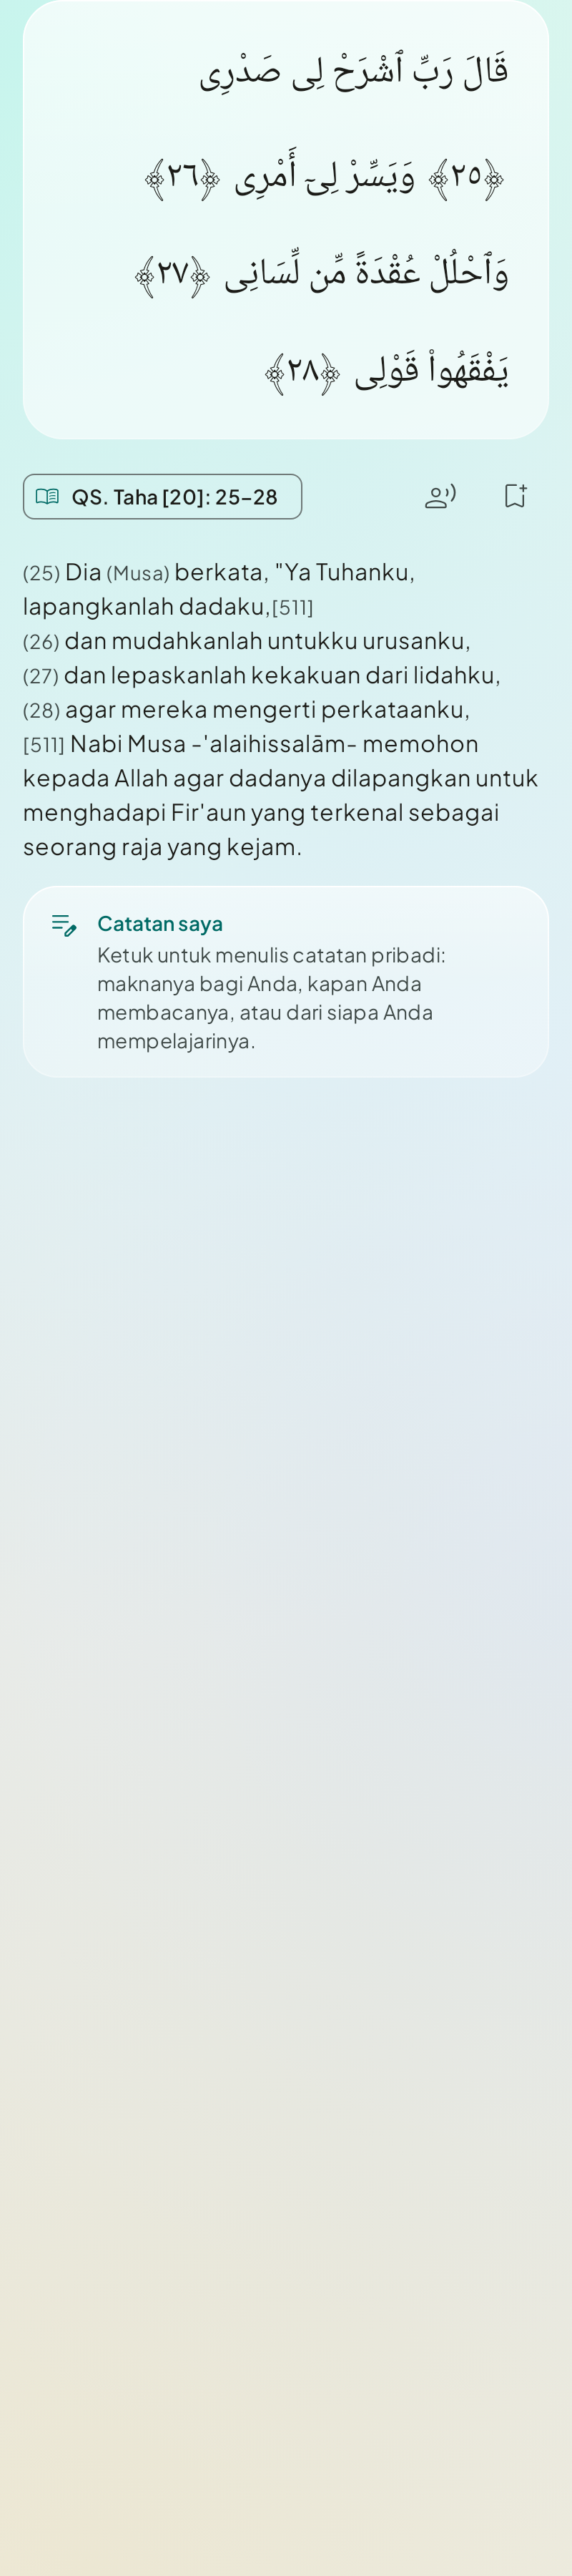 قَالَ رَبِّ ٱشْرَحْ لِى صَدْرِى
﴿٢٥﴾ وَيَسِّرْ لِىٓ أَمْرِى ﴿٢٦﴾
وَٱحْلُلْ عُقْدَةً مِّن لِّسَانِى ﴿٢٧﴾
يَفْقَهُوا۟ قَوْلِى ﴿٢٨﴾
QS. Taha [20]: 25–28
(25) Dia (Musa) berkata, "Ya Tuhanku,
lapangkanlah dadaku,[511]
(26) dan mudahkanlah untukku urusanku,
(27) dan lepaskanlah kekakuan dari lidahku,
(28) agar mereka mengerti perkataanku,
[511] Nabi Musa -'alaihissalām- memohon
kepada Allah agar dadanya dilapangkan untuk
menghadapi Fir'aun yang terkenal sebagai
seorang raja yang kejam.
Catatan saya
Ketuk untuk menulis catatan pribadi:
maknanya bagi Anda, kapan Anda
membacanya, atau dari siapa Anda
mempelajarinya.